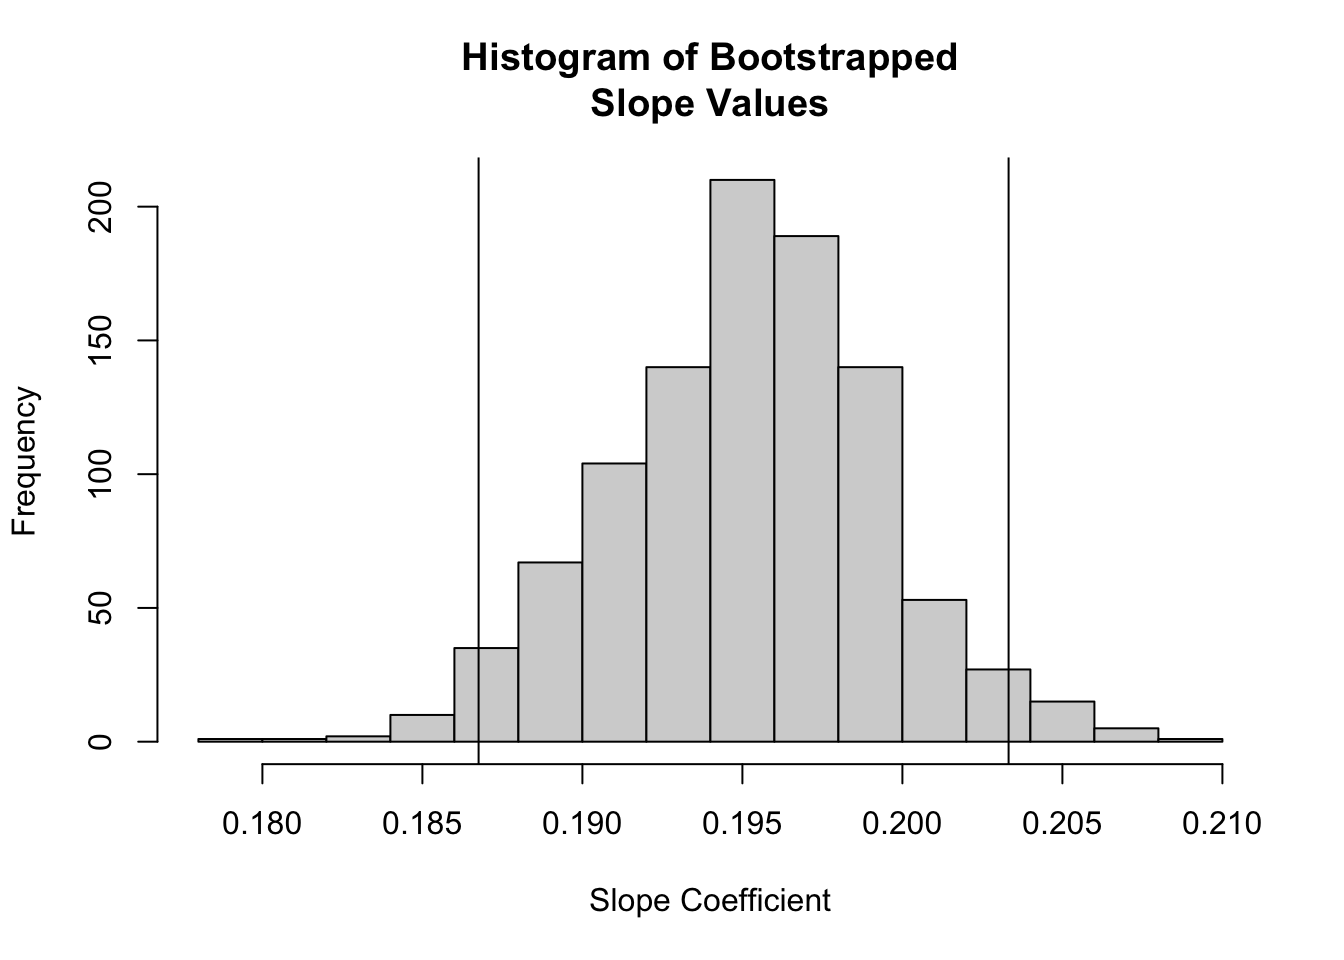 Histogram of Bootstrapped
Slope Values
Frequency
200
150
100
50
0
0.180 0.185 0.190 0.195 0.200 0.205 0.210
Slope Coefficient